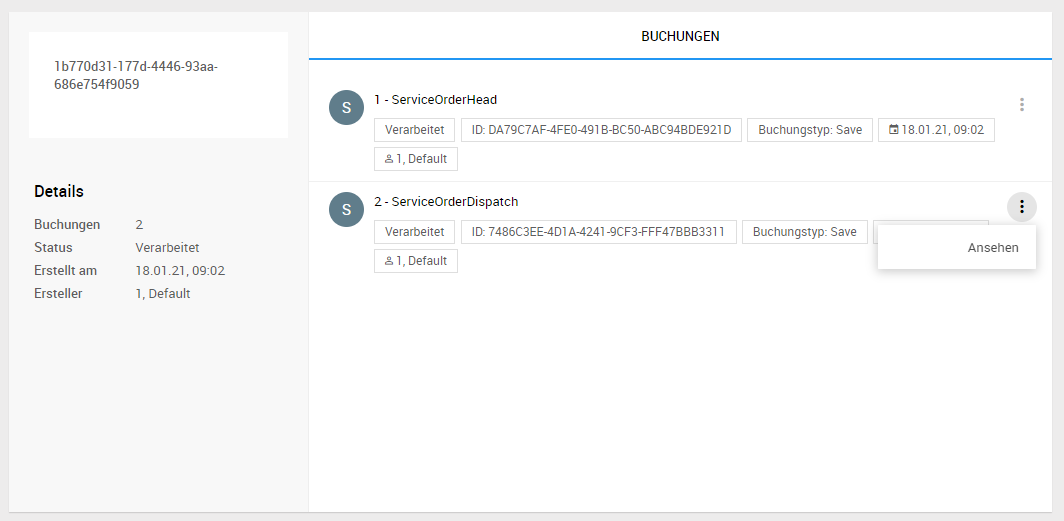 1b770d31-177d-4446-93aa-
686e754f9059
Details
Buchungen 2
Status Verarbeitet
Erstellt am 18.01.21, 09:02
Ersteller 1, Default
BUCHUNGEN
S
1 - ServiceOrderHead
Verarbeitet ID: DA79C7AF-4FE0-491B-BC50-ABC94BDE921D Buchungstyp: Save 18.01.21, 09:02
1, Default
S
2 - ServiceOrderDispatch
Verarbeitet ID: 7486C3EE-4D1A-4241-9CF3-FFF47BBB3311 Buchungstyp: Save
Ansehen
1, Default